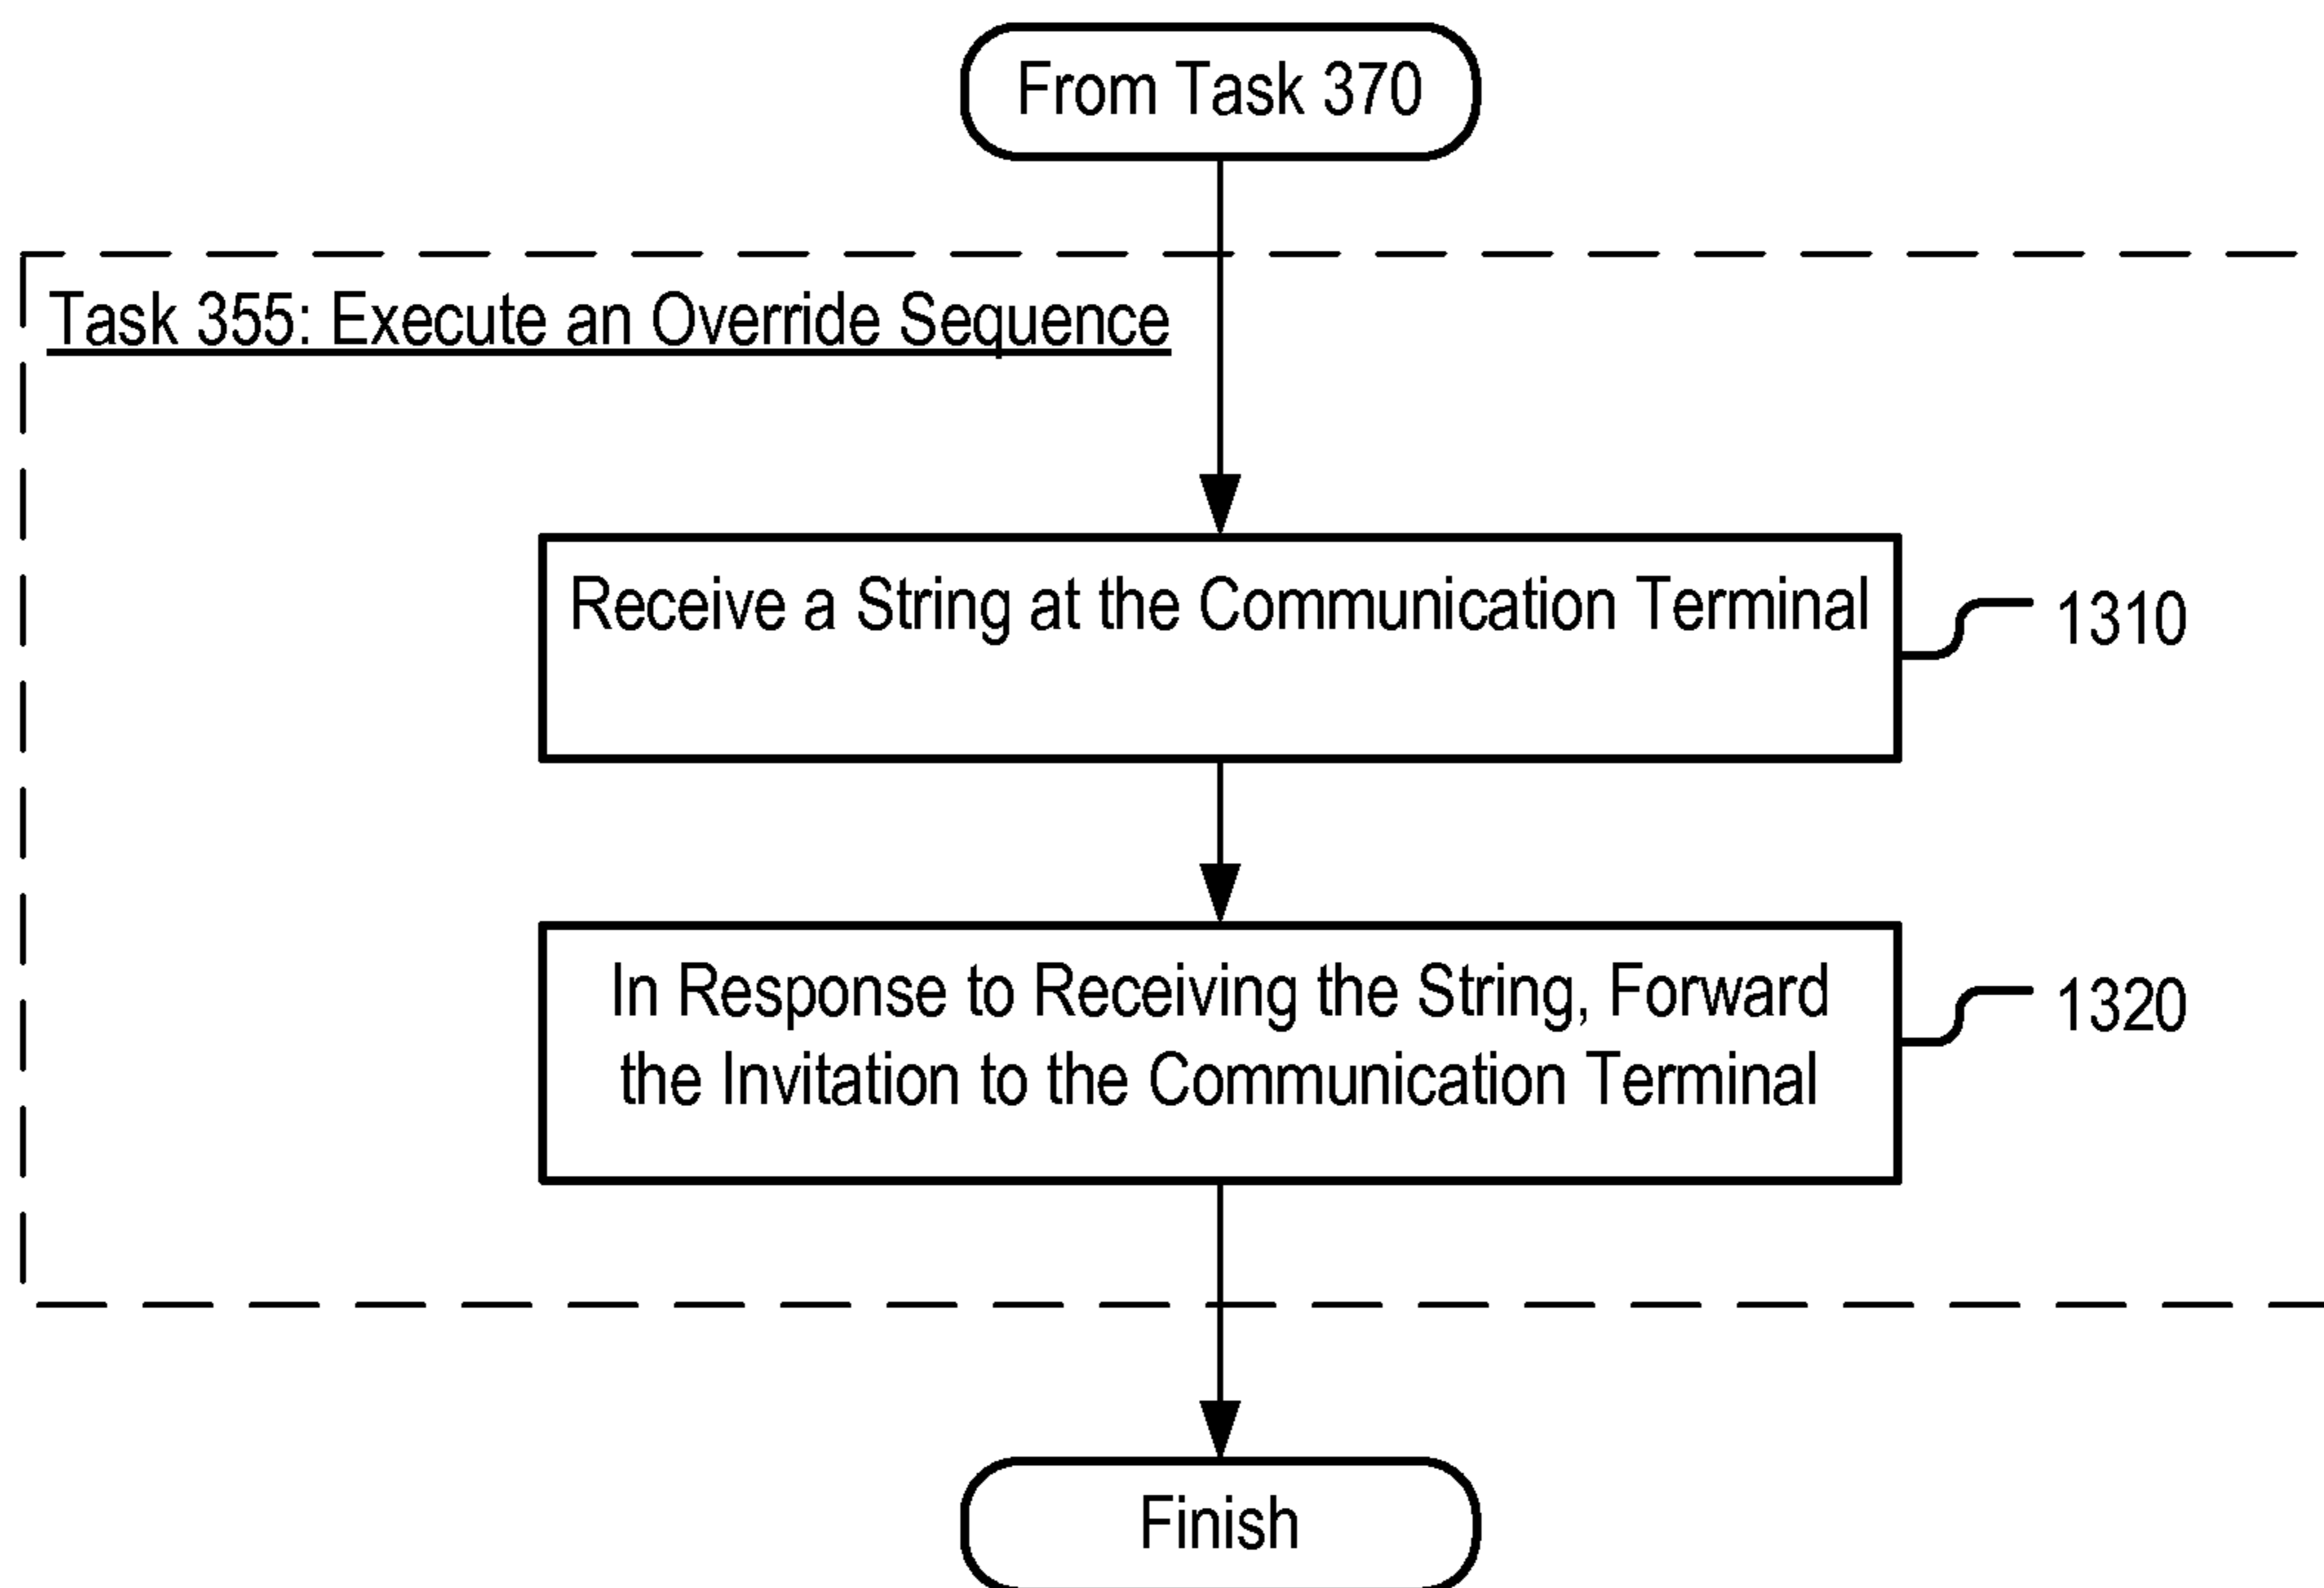 From Task 370
Task 355: Execute an Override Sequence
Receive a String at the Communication Terminal
1310
In Response to Receiving the String, Forward
the Invitation to the Communication Terminal
1320
Finish